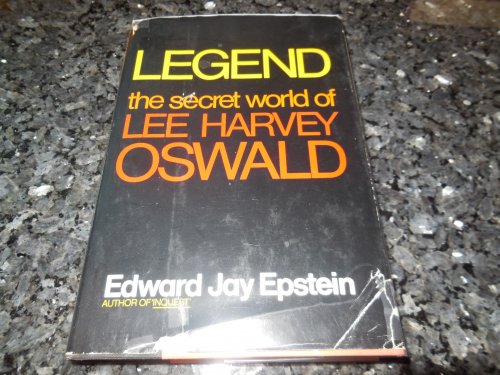 LEGEND
the secret world of
LEE HARVEY
OSWALD
Edward Jay Epstein
AUTHOR OF 'INQUEST'